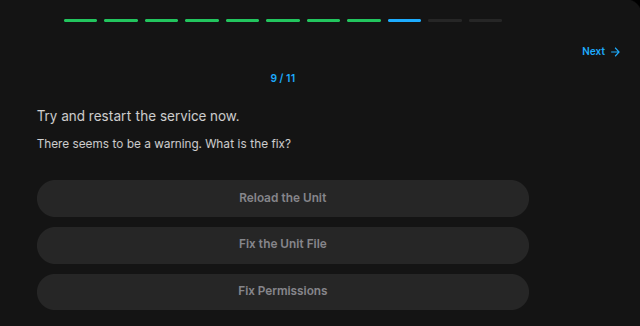 Next →
9 / 11
Try and restart the service now.
There seems to be a warning. What is the fix?
Reload the Unit
Fix the Unit File
Fix Permissions